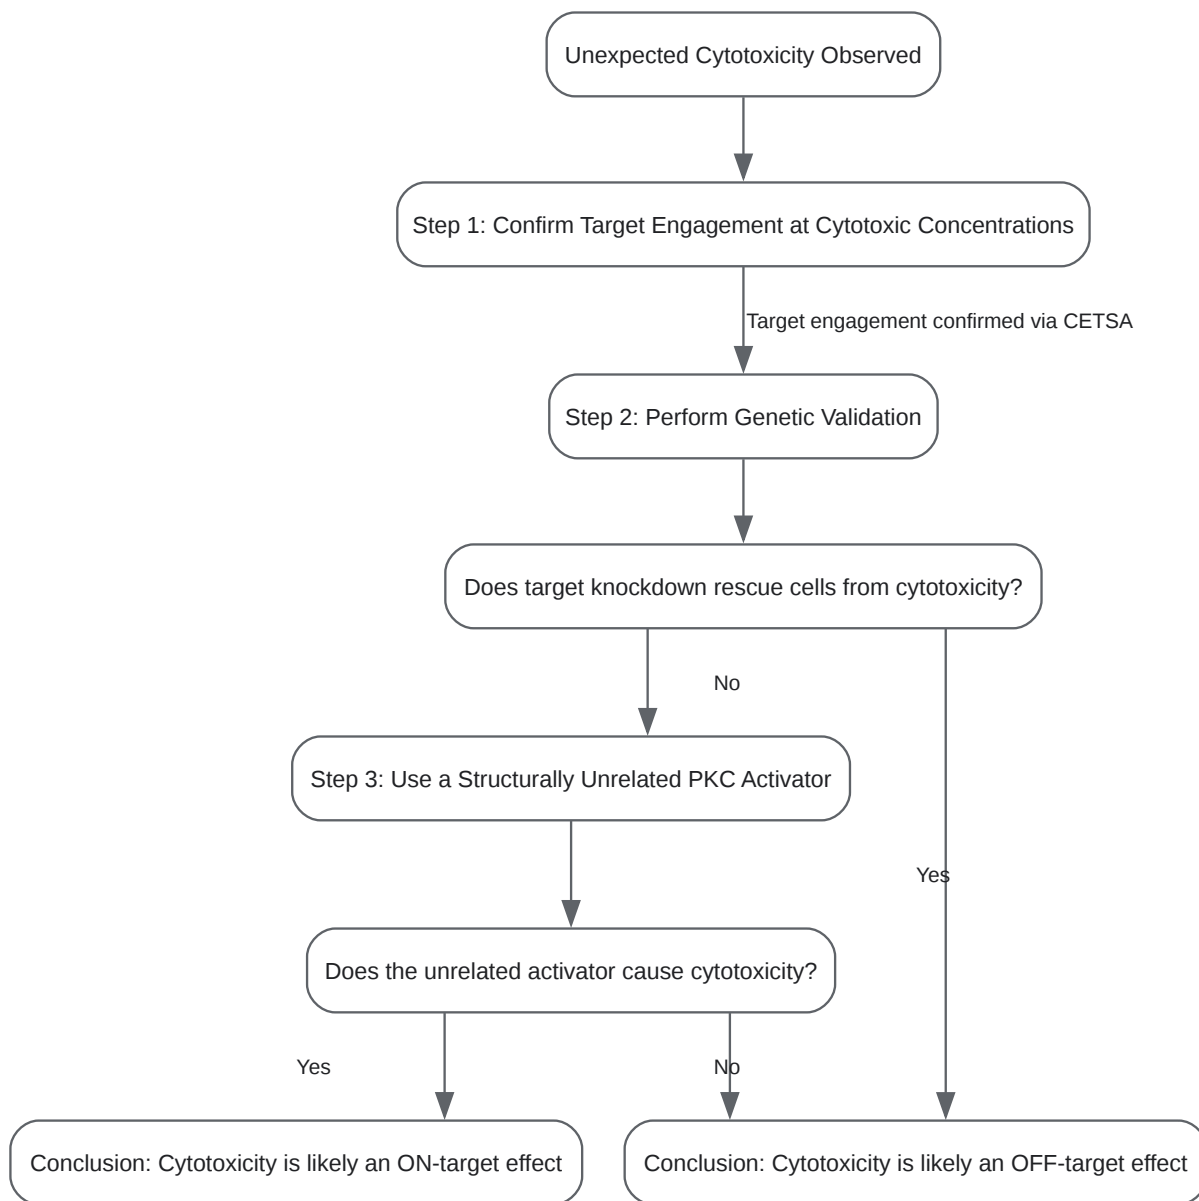 Unexpected Cytotoxicity Observed
Step 1: Confirm Target Engagement at Cytotoxic Concentrations
Target engagement confirmed via CETSA
Step 2: Perform Genetic Validation
Does target knockdown rescue cells from cytotoxicity?
No
Step 3: Use a Structurally Unrelated PKC Activator
Yes
Does the unrelated activator cause cytotoxicity?
Yes
No
Conclusion: Cytotoxicity is likely an ON-target effect
Conclusion: Cytotoxicity is likely an OFF-target effect